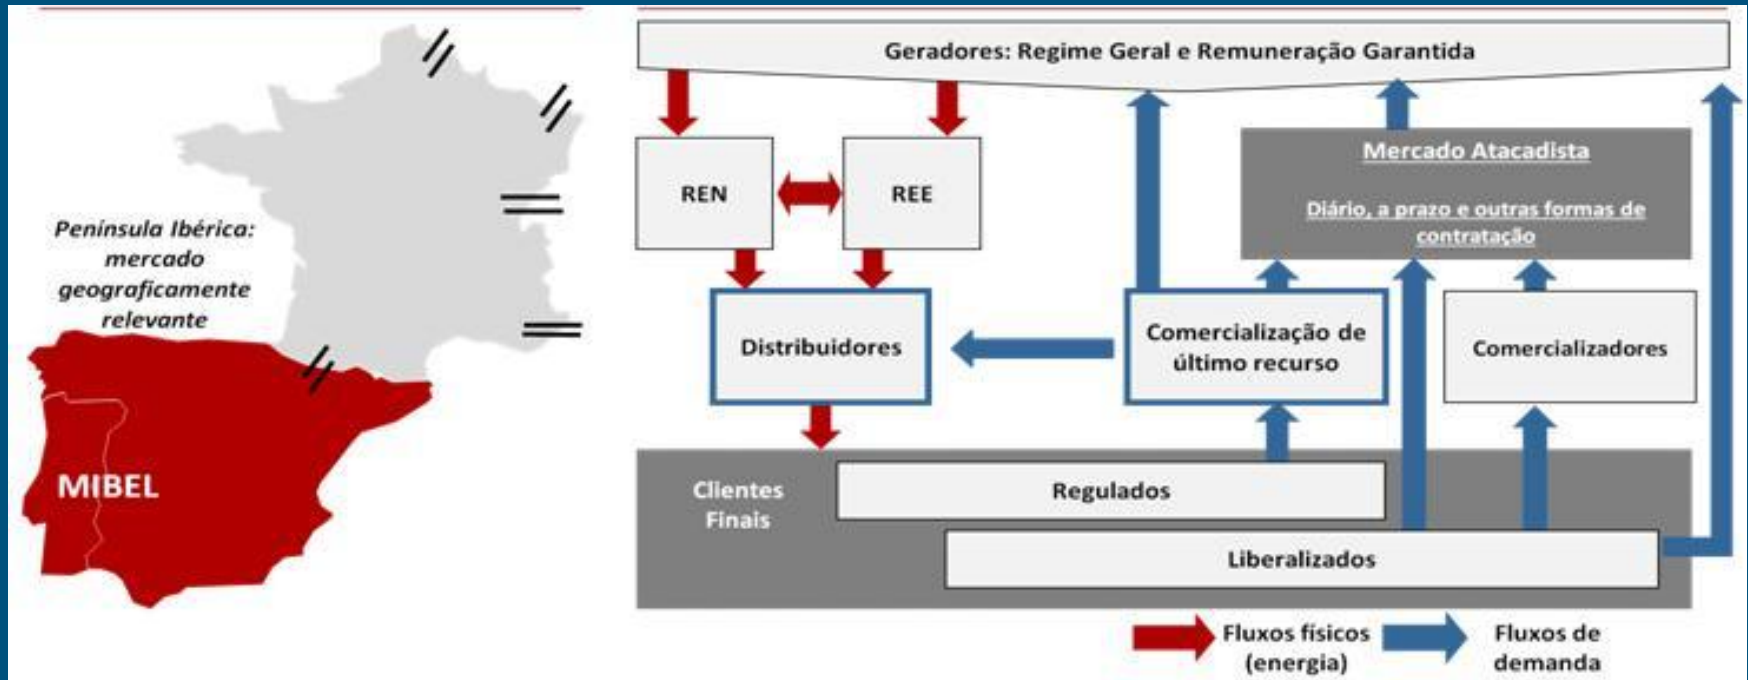 Península Ibérica:
mercado
geograficamente
relevante
MIBEL
Geradores: Regime Geral e Remuneração Garantida
REN
REE
Mercado Atacadista
Diário, a prazo e outras formas de
contratação
Distribuidores
Comercialização de
último recurso
Comercializadores
Clientes
Finais
Regulados
Liberalizados
Fluxos físicos
(energia)
Fluxos de
demanda